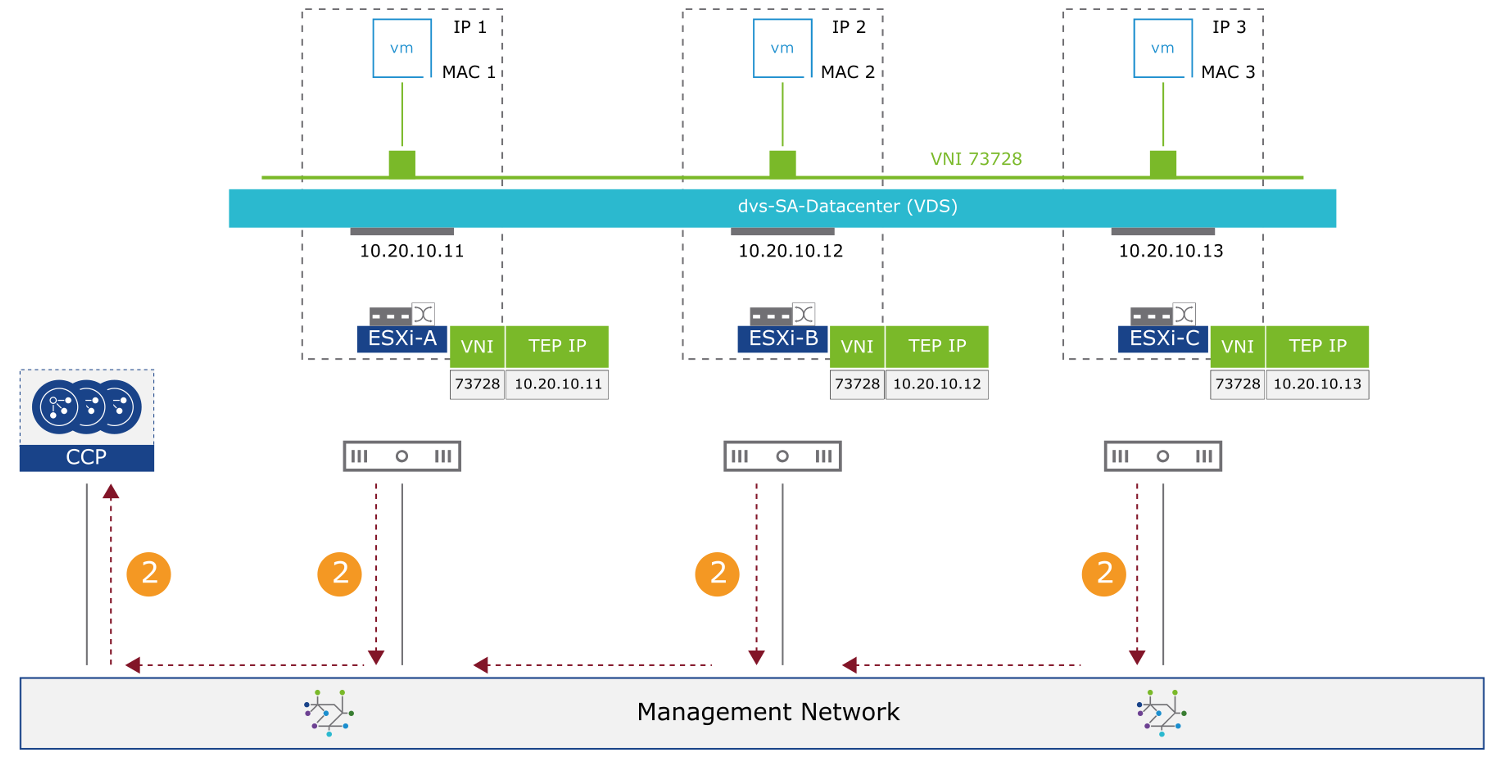 IP 1
MAC 1
IP 2
MAC 2
IP 3
MAC 3
vm
vm
vm
VNI 73728
dvs-SA-Datacenter (VDS)
10.20.10.11
10.20.10.12
10.20.10.13
ESXi-A
VNI
TEP IP
73728
10.20.10.11
ESXi-B
VNI
TEP IP
73728
10.20.10.12
ESXi-C
VNI
TEP IP
73728
10.20.10.13
CCP
2
2
2
2
Management Network